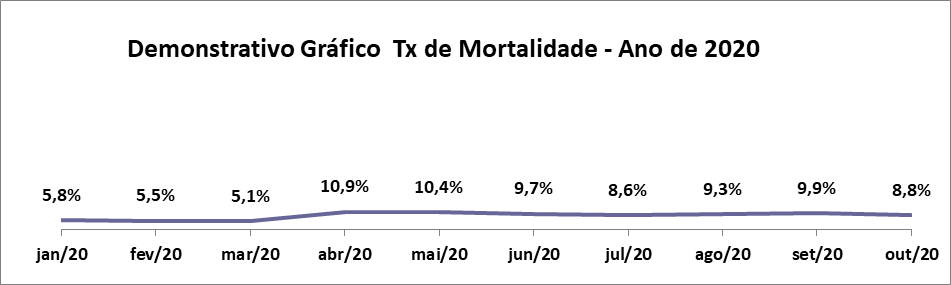 Demonstrativo Gráfico Tx de Mortalidade - Ano de 2020
5,8% 5,5% 5,1% 10,9% 10,4% 9,7% 8,6% 9,3% 9,9% 8,8%
jan/20 fev/20 mar/20 abr/20 mai/20 jun/20 jul/20 ago/20 set/20 out/20